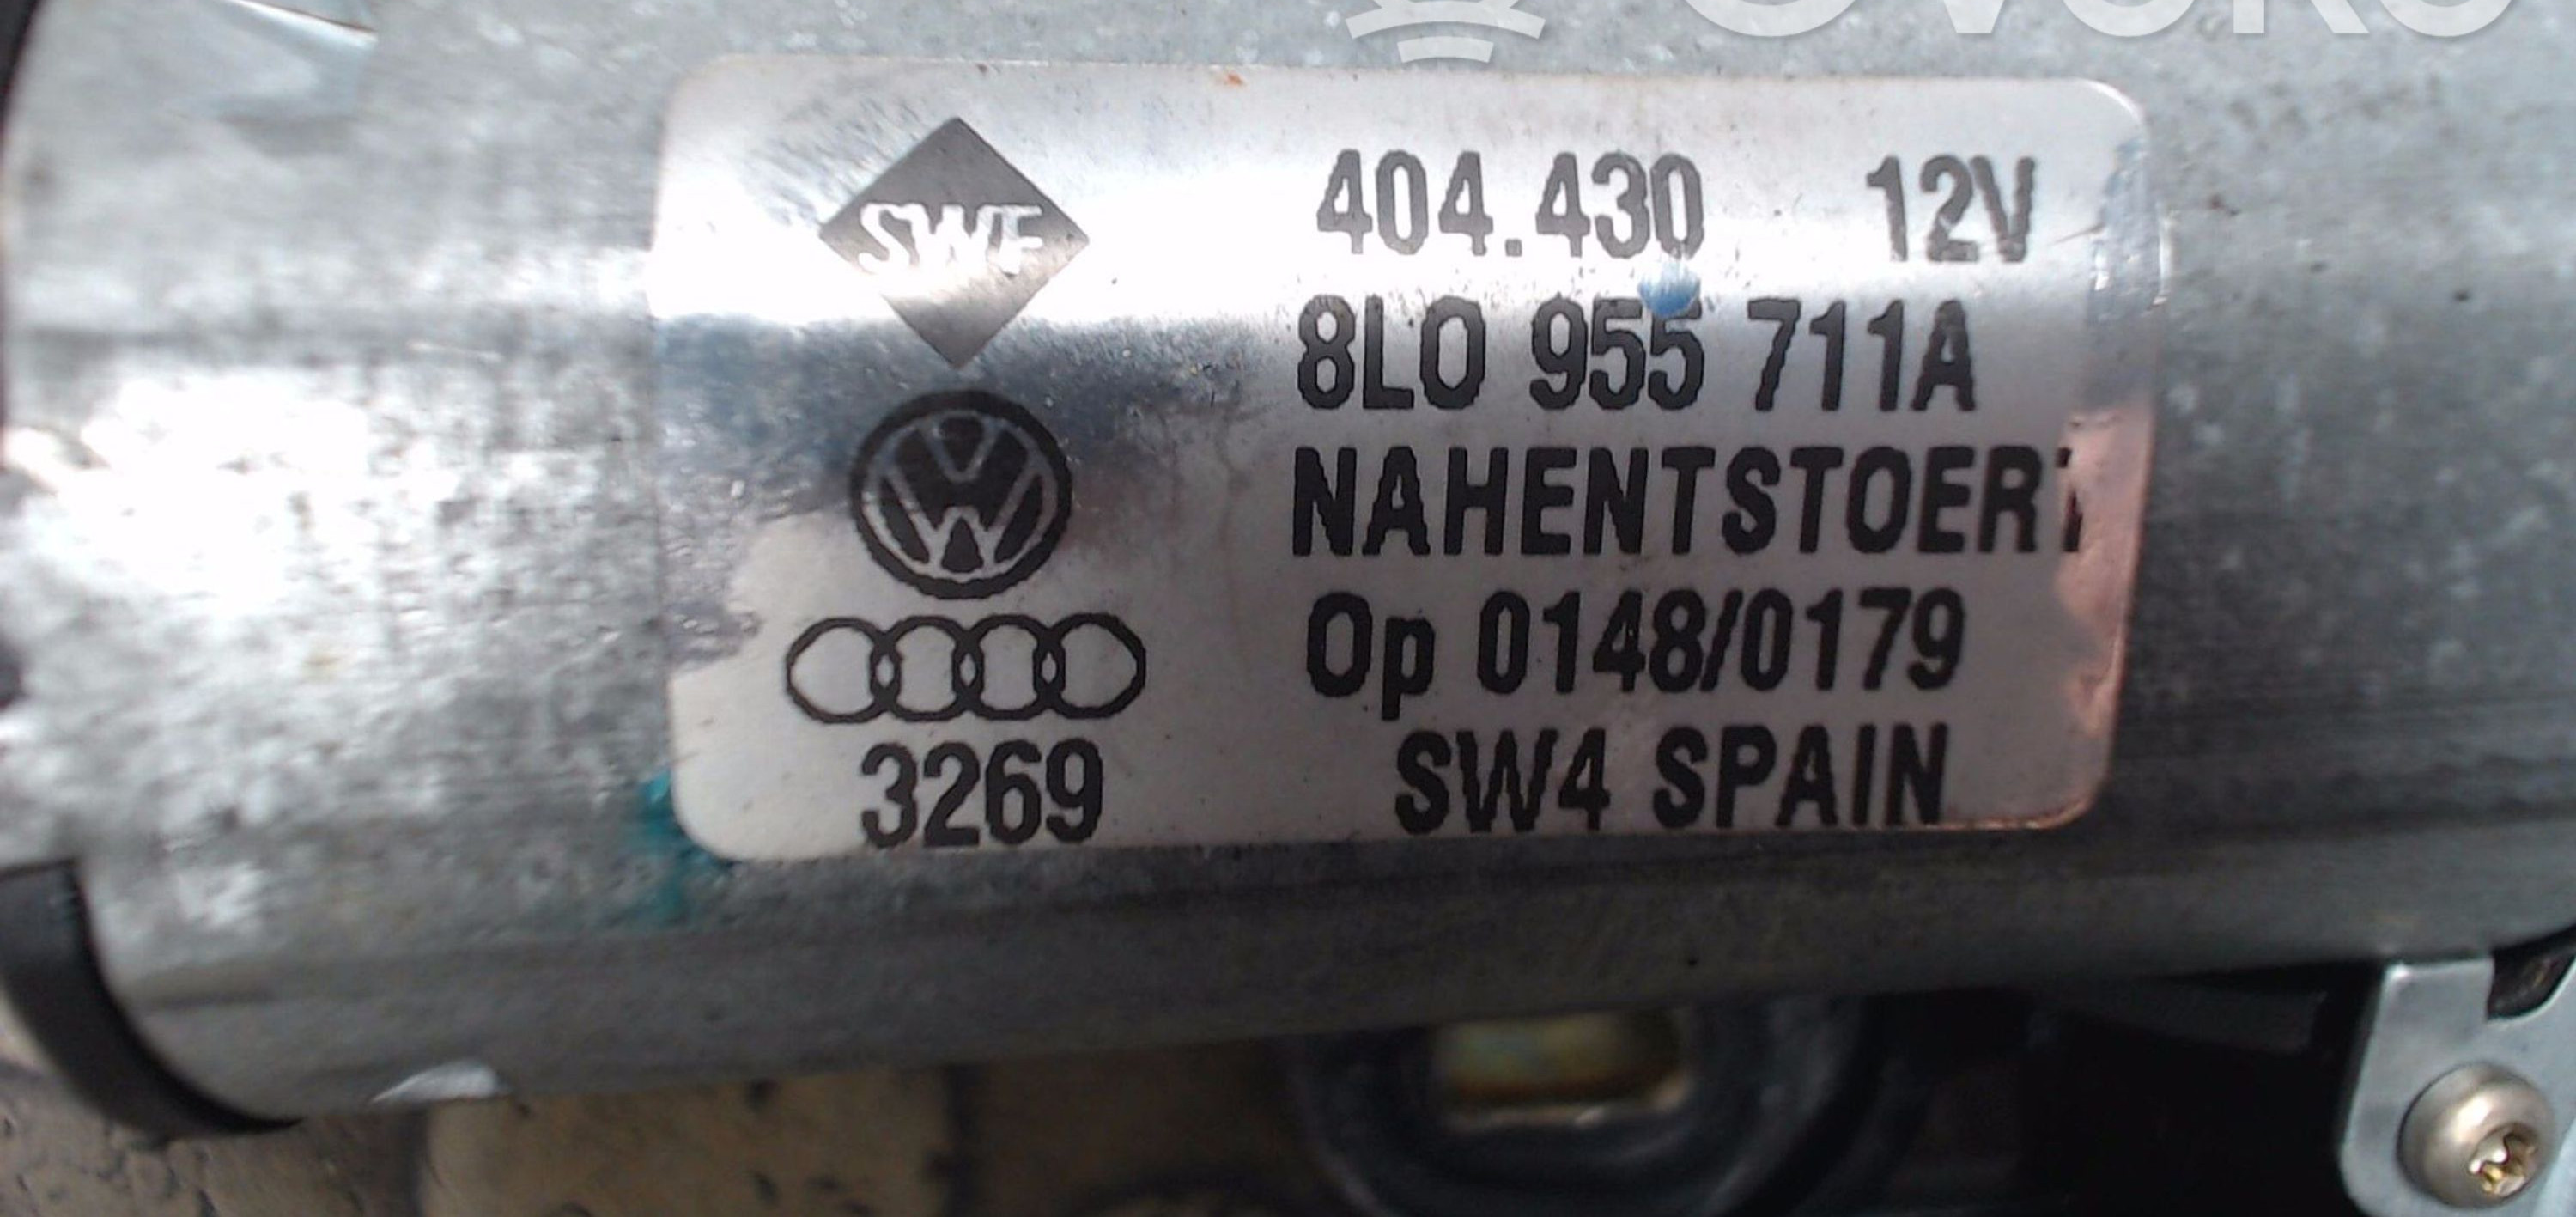 SWF
404.430 12V
8L0 955 711A
NAHENTSTOERT
Op 0148/0179
SW4 SPAIN
3269